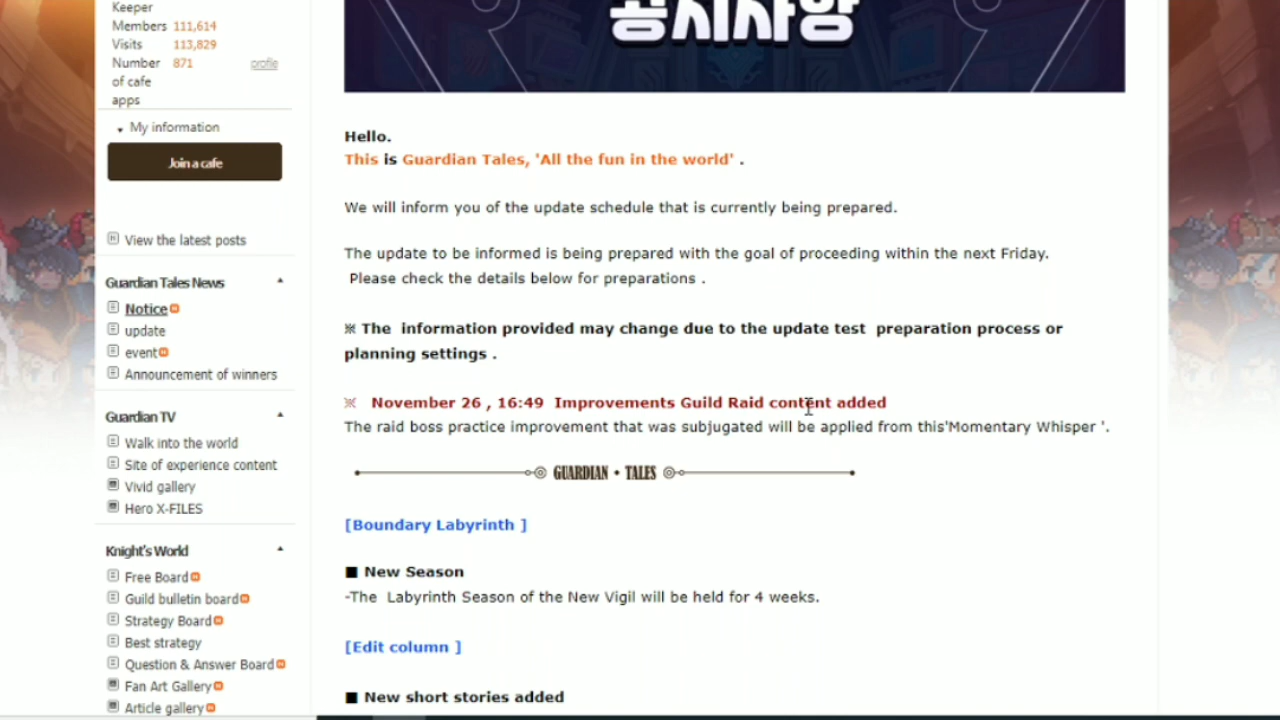 Keeper
Members 111,614
Visits 113,829
Number 871 profile
of cafe
apps
My information
Join a cafe
View the latest posts
Guardian Tales News
Notice
update
event
Announcement of winners
Guardian TV
Walk into the world
Site of experience content
Vivid gallery
Hero X-FILES
Knight's World
Free Board
Guild bulletin board
Strategy Board
Best strategy
Question & Answer Board
Fan Art Gallery
Article gallery
공지사항
Hello.
This is Guardian Tales, 'All the fun in the world' .
We will inform you of the update schedule that is currently being prepared.
The update to be informed is being prepared with the goal of proceeding within the next Friday.
Please check the details below for preparations .
※ The information provided may change due to the update test preparation process or
planning settings .
※ November 26 , 16:49 Improvements Guild Raid content added
The raid boss practice improvement that was subjugated will be applied from this'Momentary Whisper '.
GUARDIAN • TALES
[Boundary Labyrinth ]
■ New Season
-The Labyrinth Season of the New Vigil will be held for 4 weeks.
[Edit column ]
■ New short stories added